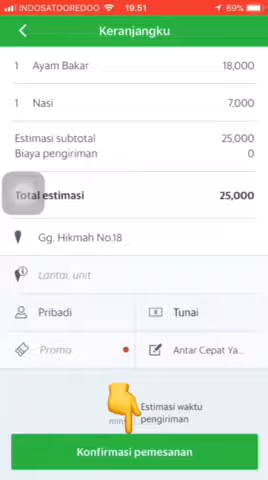 INDOSATOOREDOO 19.51 89%
Keranjangku
1 Ayam Bakar 18,000
1 Nasi 7,000
Estimasi subtotal 25,000
Biaya pengiriman 0
Total estimasi 25,000
Gg. Hikmah No.18
Lantai, unit
Pribadi Tunai
Promo Antar Cepat Ya...
Estimasi waktu
mins pengiriman
Konfirmasi pemesanan